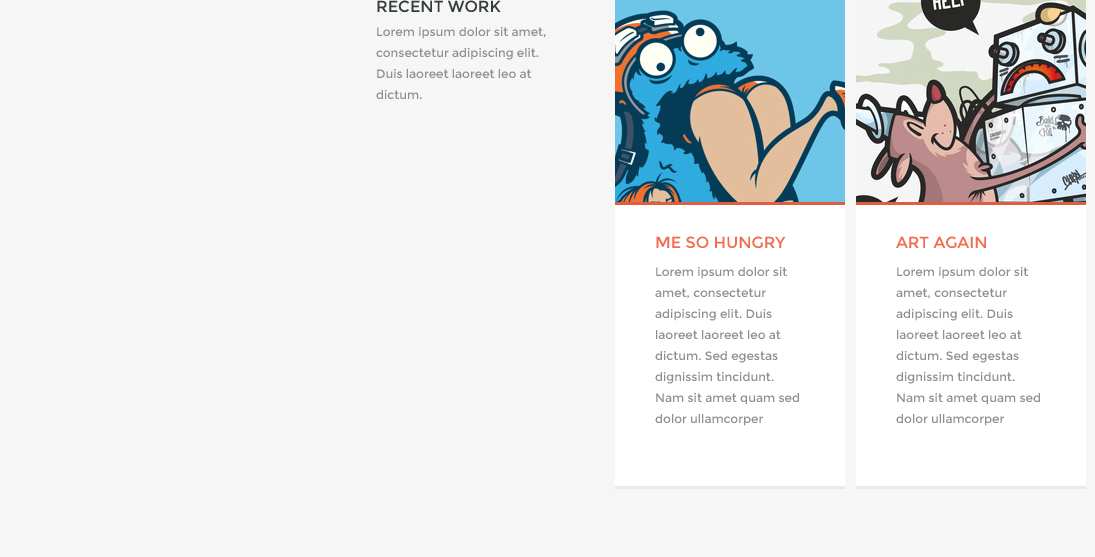 RECENT WORK
Lorem ipsum dolor sit amet,
consectetur adipiscing elit.
Duis laoreet laoreet leo at
dictum.
HELP
Build
Kill
ME SO HUNGRY
Lorem ipsum dolor sit
amet, consectetur
adipiscing elit. Duis
laoreet laoreet leo at
dictum. Sed egestas
dignissim tincidunt.
Nam sit amet quam sed
dolor ullamcorper
ART AGAIN
Lorem ipsum dolor sit
amet, consectetur
adipiscing elit. Duis
laoreet laoreet leo at
dictum. Sed egestas
dignissim tincidunt.
Nam sit amet quam sed
dolor ullamcorper